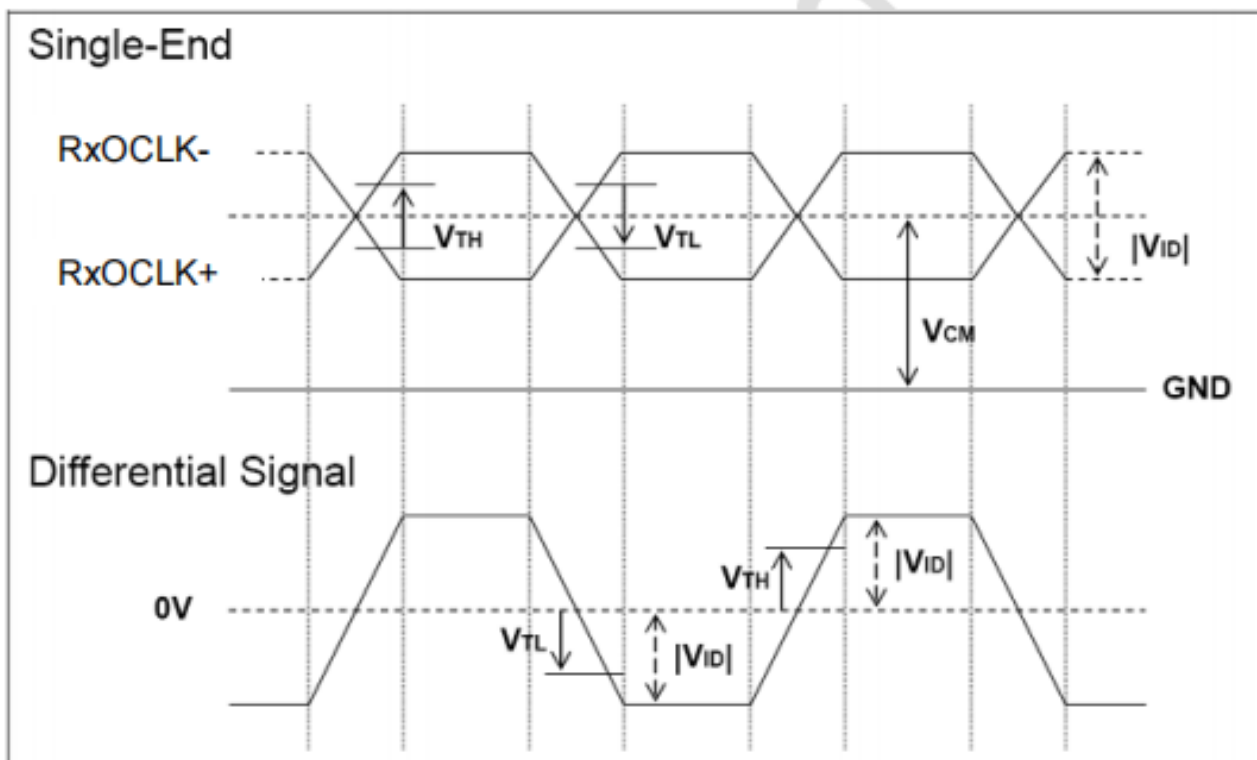 Single-End
RxOCLK-
VTH
VTL
|VID|
RxOCLK+
VCM
GND
Differential Signal
VTH
|VID|
0V
VTL
|VID|